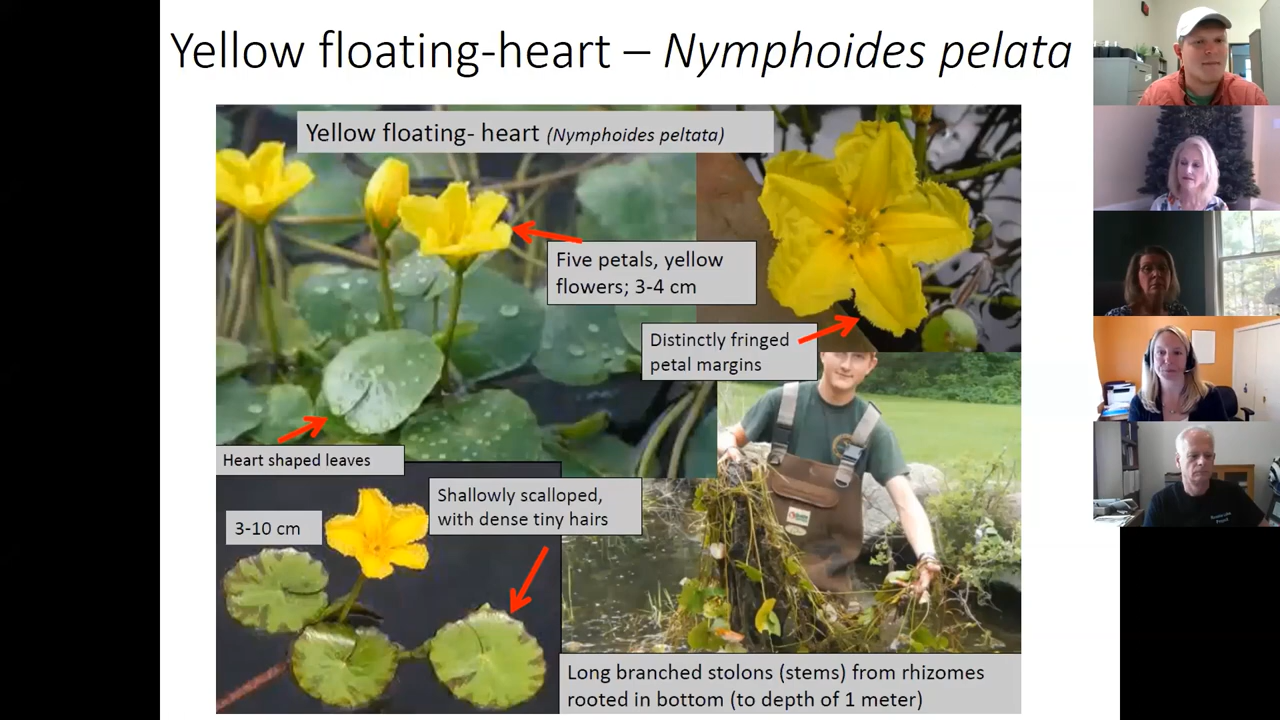 Yellow floating-heart – Nymphoides pelata
Yellow floating- heart (Nymphoides peltata)
Five petals, yellow
flowers; 3-4 cm
Distinctly fringed
petal margins
Heart shaped leaves
Shallowly scalloped,
with dense tiny hairs
3-10 cm
Long branched stolons (stems) from rhizomes
rooted in bottom (to depth of 1 meter)